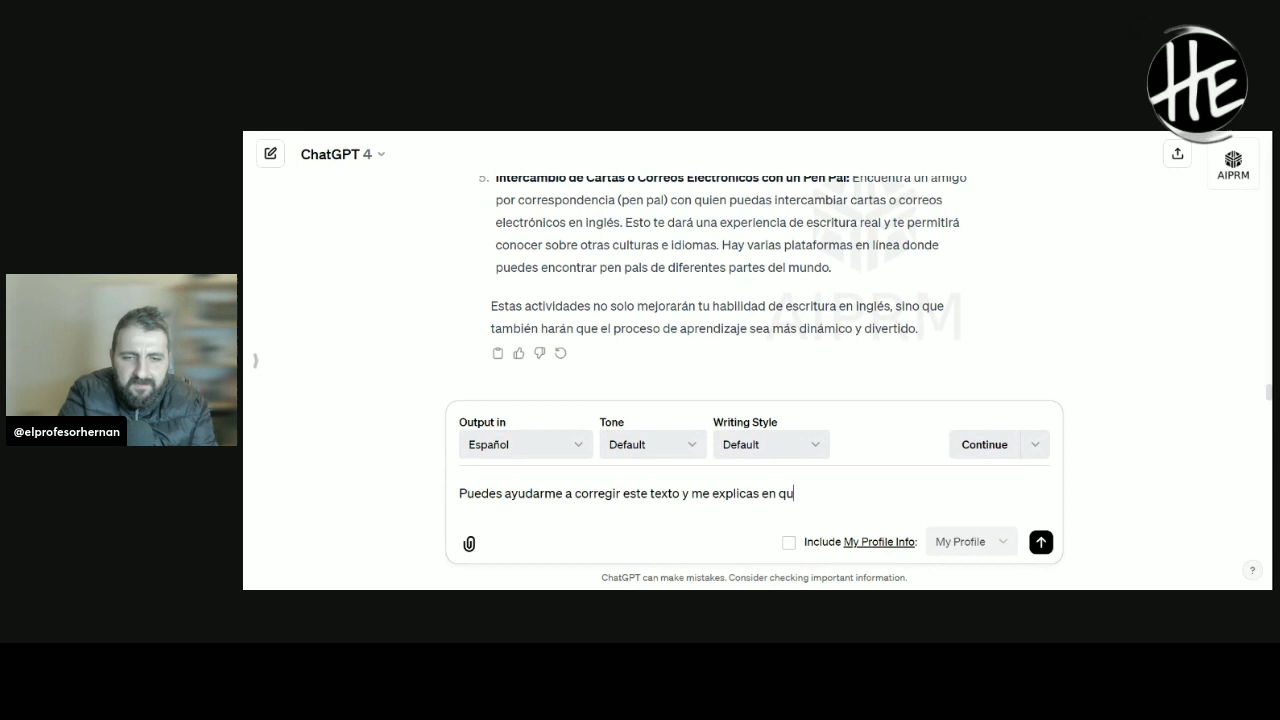 HE
ChatGPT 4
AIPRM
5. Intercambio de Cartas o Correos Electrónicos con un Pen Pal: Encuentra un amigo
por correspondencia (pen pal) con quien puedas intercambiar cartas o correos
electrónicos en inglés. Esto te dará una experiencia de escritura real y te permitirá
conocer sobre otras culturas e idiomas. Hay varias plataformas en línea donde
puedes encontrar pen pals de diferentes partes del mundo.
AIPRM
Estas actividades no solo mejorarán tu habilidad de escritura en inglés, sino que
también harán que el proceso de aprendizaje sea más dinámico y divertido.
@elprofesorhernan
Output in
Tone
Writing Style
Español
Default
Default
Continue
Puedes ayudarme a corregir este texto y me explicas en qu
Include My Profile Info:
My Profile
ChatGPT can make mistakes. Consider checking important information.
?